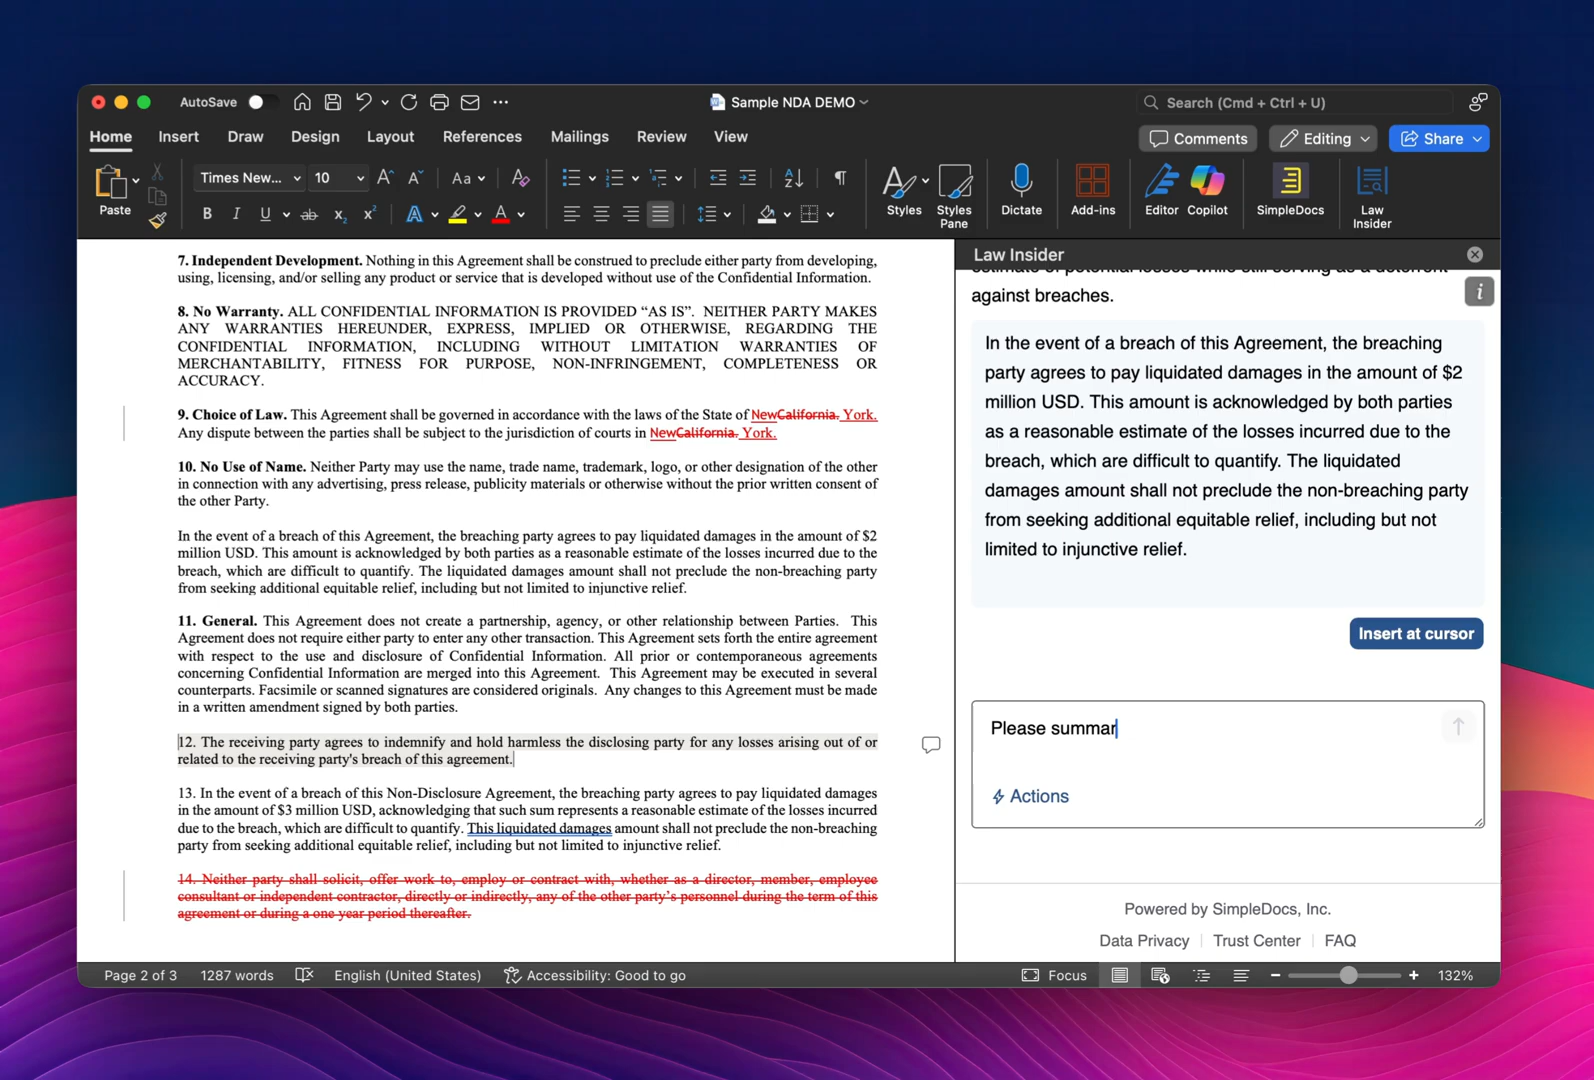 AutoSave
Sample NDA DEMO
Search (Cmd + Ctrl + U)
Home Insert Draw Design Layout References Mailings Review View
Comments Editing Share
Paste
Times New... 10
Aa
B I U ab x₂ x²
A A
Styles
Styles
Pane
Dictate
Add-ins
Editor
Copilot
SimpleDocs
Law
Insider
7. Independent Development. Nothing in this Agreement shall be construed to preclude either party from developing,
using, licensing, and/or selling any product or service that is developed without use of the Confidential Information.
8. No Warranty. ALL CONFIDENTIAL INFORMATION IS PROVIDED “AS IS”. NEITHER PARTY MAKES
ANY WARRANTIES HEREUNDER, EXPRESS, IMPLIED OR OTHERWISE, REGARDING THE
CONFIDENTIAL INFORMATION, INCLUDING WITHOUT LIMITATION WARRANTIES OF
MERCHANTABILITY, FITNESS FOR PURPOSE, NON-INFRINGEMENT, COMPLETENESS OR
ACCURACY.
9. Choice of Law. This Agreement shall be governed in accordance with the laws of the State of NewCalifornia. York.
Any dispute between the parties shall be subject to the jurisdiction of courts in NewCalifornia. York.
10. No Use of Name. Neither Party may use the name, trade name, trademark, logo, or other designation of the other
in connection with any advertising, press release, publicity materials or otherwise without the prior written consent of
the other Party.
In the event of a breach of this Agreement, the breaching party agrees to pay liquidated damages in the amount of $2
million USD. This amount is acknowledged by both parties as a reasonable estimate of the losses incurred due to the
breach, which are difficult to quantify. The liquidated damages amount shall not preclude the non-breaching party
from seeking additional equitable relief, including but not limited to injunctive relief.
11. General. This Agreement does not create a partnership, agency, or other relationship between Parties. This
Agreement does not require either party to enter any other transaction. This Agreement sets forth the entire agreement
with respect to the use and disclosure of Confidential Information. All prior or contemporaneous agreements
concerning Confidential Information are merged into this Agreement. This Agreement may be executed in several
counterparts. Facsimile or scanned signatures are considered originals. Any changes to this Agreement must be made
in a written amendment signed by both parties.
12. The receiving party agrees to indemnify and hold harmless the disclosing party for any losses arising out of or
related to the receiving party's breach of this agreement.
13. In the event of a breach of this Non-Disclosure Agreement, the breaching party agrees to pay liquidated damages
in the amount of $3 million USD, acknowledging that such sum represents a reasonable estimate of the losses incurred
due to the breach, which are difficult to quantify. This liquidated damages amount shall not preclude the non-breaching
party from seeking additional equitable relief, including but not limited to injunctive relief.
14. Neither party shall solicit, offer work to, employ or contract with, whether as a director, member, employee
consultant or independent contractor, directly or indirectly, any of the other party’s personnel during the term of this
agreement or during a one year period thereafter.
Law Insider
estimate of potential losses while still serving as a deterrent
against breaches.
In the event of a breach of this Agreement, the breaching
party agrees to pay liquidated damages in the amount of $2
million USD. This amount is acknowledged by both parties
as a reasonable estimate of the losses incurred due to the
breach, which are difficult to quantify. The liquidated
damages amount shall not preclude the non-breaching party
from seeking additional equitable relief, including but not
limited to injunctive relief.
Insert at cursor
Please summar
Actions
Powered by SimpleDocs, Inc.
Data Privacy Trust Center FAQ
Page 2 of 3 1287 words English (United States) Accessibility: Good to go Focus 132%